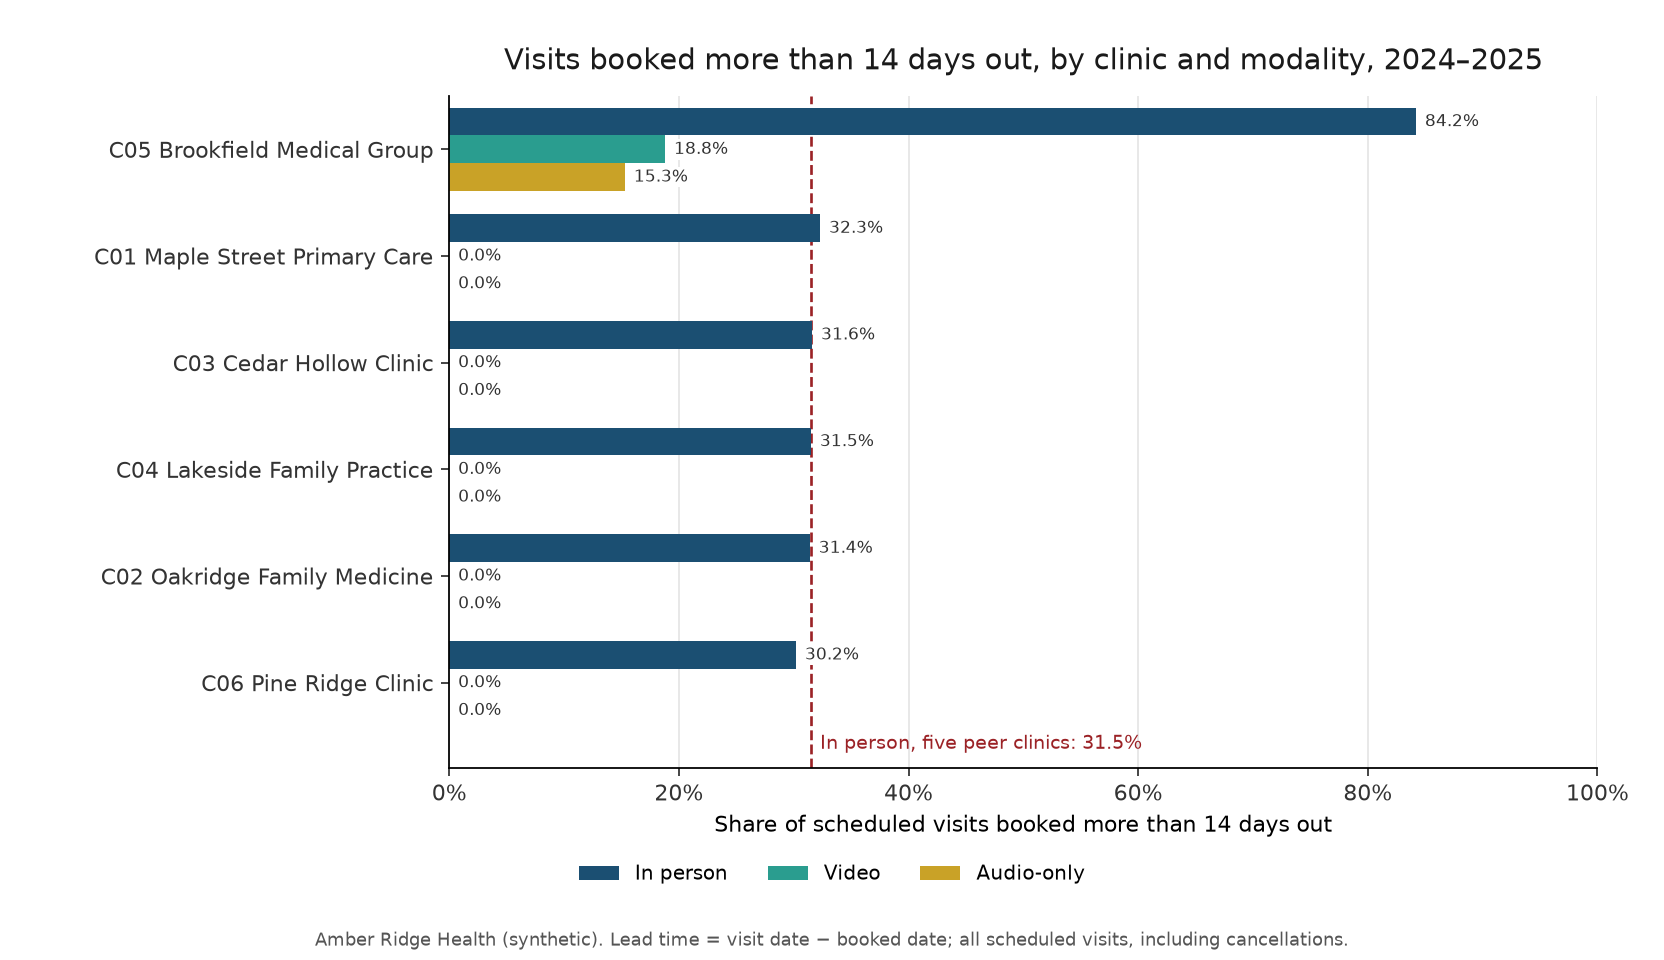 Visits booked more than 14 days out, by clinic and modality, 2024–2025
84.2%
C05 Brookfield Medical Group
18.8%
15.3%
32.3%
C01 Maple Street Primary Care
0.0%
0.0%
31.6%
C03 Cedar Hollow Clinic
0.0%
0.0%
31.5%
C04 Lakeside Family Practice
0.0%
0.0%
31.4%
C02 Oakridge Family Medicine
0.0%
0.0%
30.2%
C06 Pine Ridge Clinic
0.0%
0.0%
In person, five peer clinics: 31.5%
0% 20% 40% 60% 80% 100%
Share of scheduled visits booked more than 14 days out
In person Video Audio-only
Amber Ridge Health (synthetic). Lead time = visit date − booked date; all scheduled visits, including cancellations.